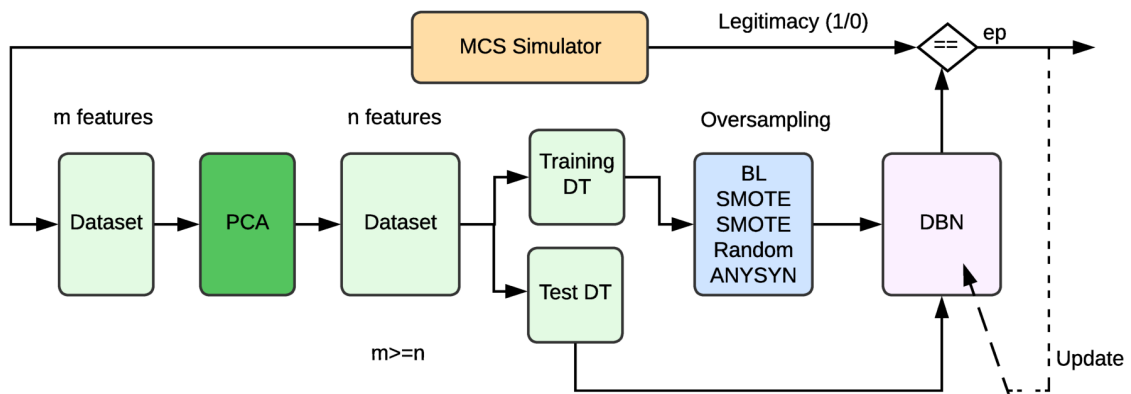 Legitimacy (1/0)
MCS Simulator
==
ep
m features
n features
Oversampling
Training
DT
BL
SMOTE
SMOTE
Random
ANYSYN
Dataset
PCA
Dataset
DBN
Test DT
m>=n
Update